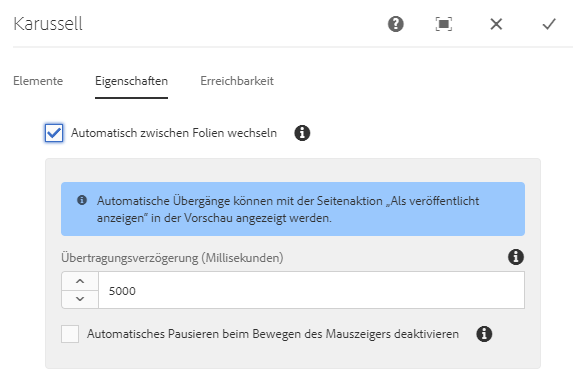 Karussell
Elemente Eigenschaften Erreichbarkeit
Automatisch zwischen Folien wechseln
Automatische Übergänge können mit der Seitenaktion „Als veröffentlicht
anzeigen“ in der Vorschau angezeigt werden.
Übertragungsverzögerung (Millisekunden)
5000
Automatisches Pausieren beim Bewegen des Mauszeigers deaktivieren